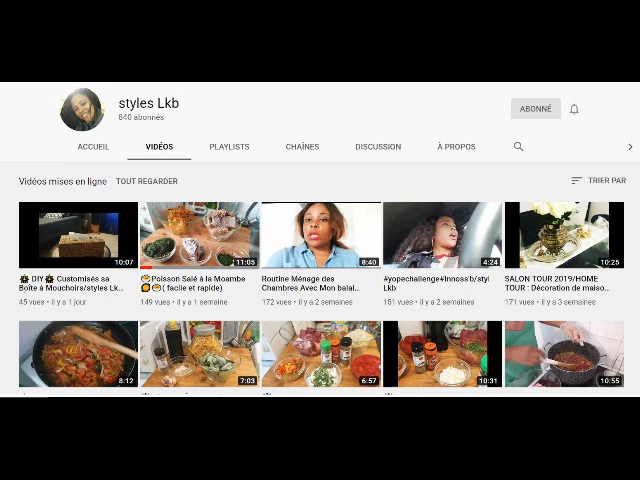 styles Lkb
840 abonnés
ABONNÉ
ACCUEIL VIDÉOS PLAYLISTS CHAÎNES DISCUSSION À PROPOS
Vidéos mises en ligne TOUT REGARDER
TRIER PAR
10:07 11:05 8:40 4:24 10:25
DIY Customisés sa
Boîte à Mouchoirs/styles Lk...
45 vues • il y a 1 jour
Poisson Salé à la Moambe
( facile et rapide)
149 vues • il y a 1 semaine
Routine Ménage des
Chambres Avec Mon balai...
172 vues • il y a 2 semaines
#yopechallenge#Innoss'b/styl
Lkb
151 vues • il y a 2 semaines
SALON TOUR 2019/HOME
TOUR : Décoration de maiso...
171 vues • il y a 3 semaines
8:12 7:03 6:57 10:31 10:55